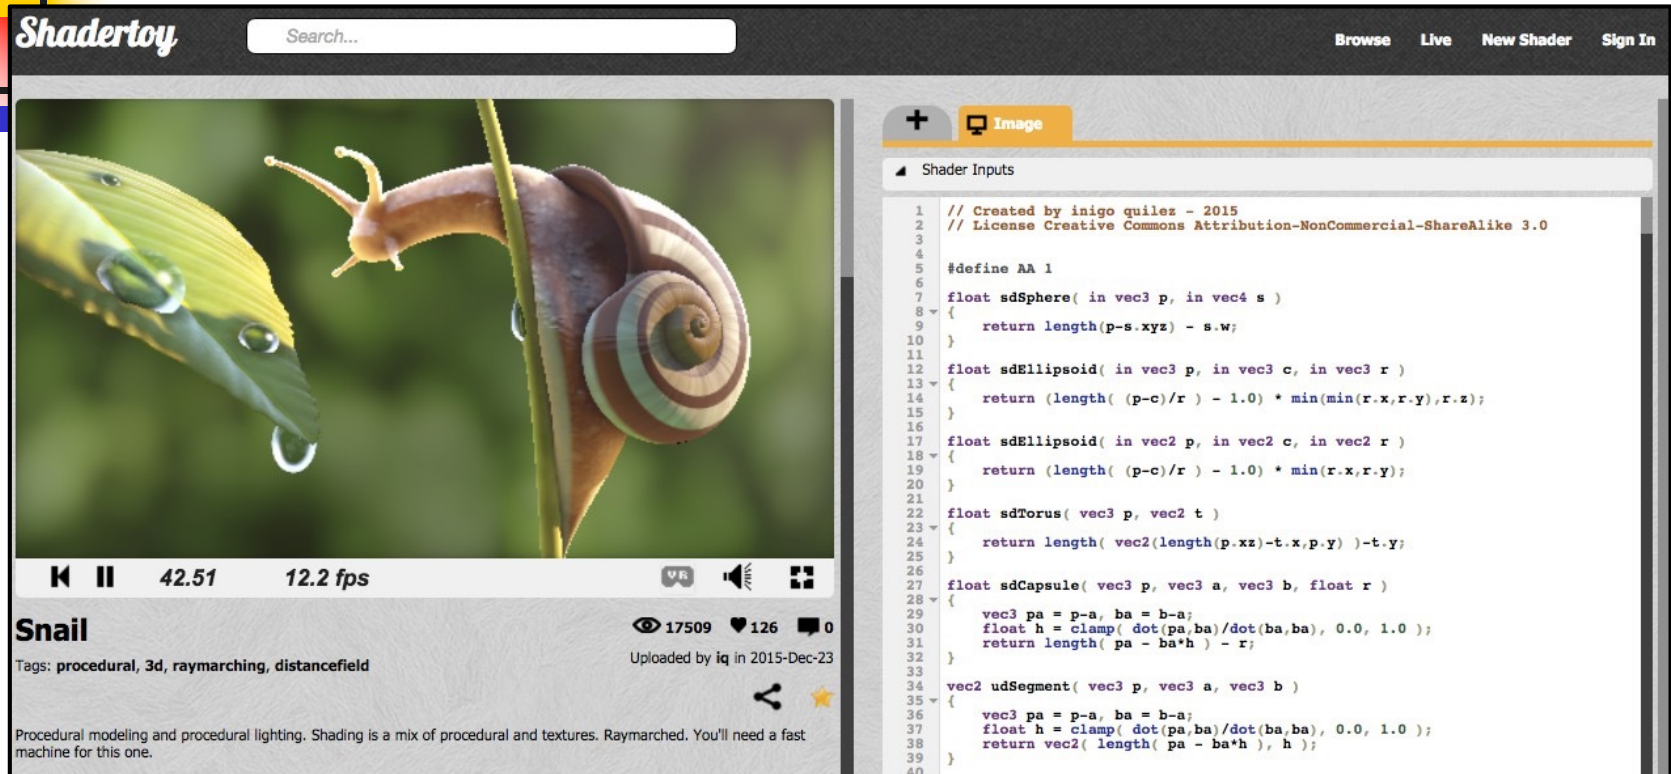 Shadertoy
Search...
Browse Live New Shader Sign In
+ Image
Shader Inputs
42.51 12.2 fps
VR
Snail
17509 126 0
Tags: procedural, 3d, raymarching, distancefield
Uploaded by iq in 2015-Dec-23
Procedural modeling and procedural lighting. Shading is a mix of procedural and textures. Raymarched. You'll need a fast
machine for this one.
1 // Created by inigo quilez - 2015
2 // License Creative Commons Attribution-NonCommercial-ShareAlike 3.0
3
4
5 #define AA 1
6
7 float sdSphere( in vec3 p, in vec4 s )
8 {
9 return length(p-s.xyz) - s.w;
10 }
11
12 float sdEllipsoid( in vec3 p, in vec3 c, in vec3 r )
13 {
14 return (length( (p-c)/r ) - 1.0) * min(min(r.x,r.y),r.z);
15 }
16
17 float sdEllipsoid( in vec2 p, in vec2 c, in vec2 r )
18 {
19 return (length( (p-c)/r ) - 1.0) * min(r.x,r.y);
20 }
21
22 float sdTorus( vec3 p, vec2 t )
23 {
24 return length( vec2(length(p.xz)-t.x,p.y) )-t.y;
25 }
26
27 float sdCapsule( vec3 p, vec3 a, vec3 b, float r )
28 {
29 vec3 pa = p-a, ba = b-a;
30 float h = clamp( dot(pa,ba)/dot(ba,ba), 0.0, 1.0 );
31 return length( pa - ba*h ) - r;
32 }
33
34 vec2 udSegment( vec3 p, vec3 a, vec3 b )
35 {
36 vec3 pa = p-a, ba = b-a;
37 float h = clamp( dot(pa,ba)/dot(ba,ba), 0.0, 1.0 );
38 return vec2( length( pa - ba*h ), h );
39 }
40